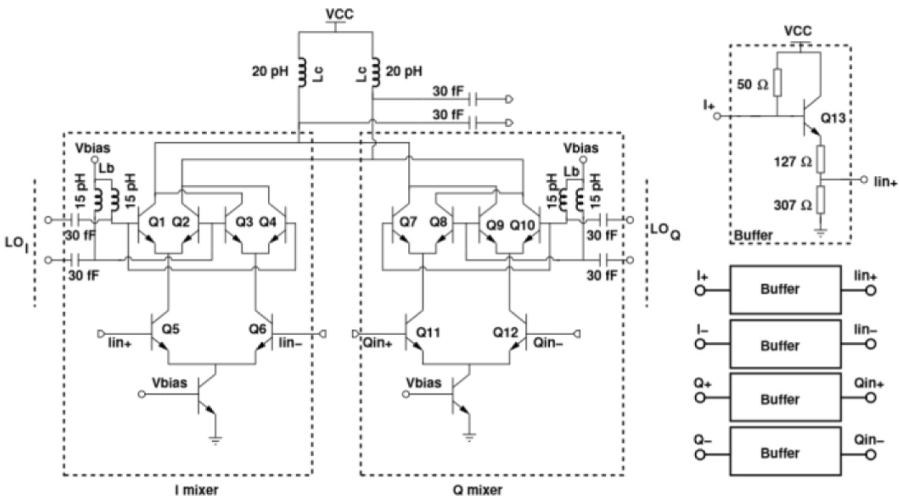 VCC
20 pH
Lc
Lc
20 pH
30 fF
30 fF
Vbias
Lb
15 pH
15 pH
LOI
30 fF
30 fF
Q1
Q2
Q3
Q4
Q5
Q6
Iin+
Iin−
Vbias
I mixer
Vbias
Lb
15 pH
15 pH
LOQ
30 fF
30 fF
Q7
Q8
Q9
Q10
Q11
Q12
Qin+
Qin−
Vbias
Q mixer
VCC
50 Ω
I+
Q13
127 Ω
Iin+
307 Ω
Buffer
I+
Buffer
Iin+
I−
Buffer
Iin−
Q+
Buffer
Qin+
Q−
Buffer
Qin−